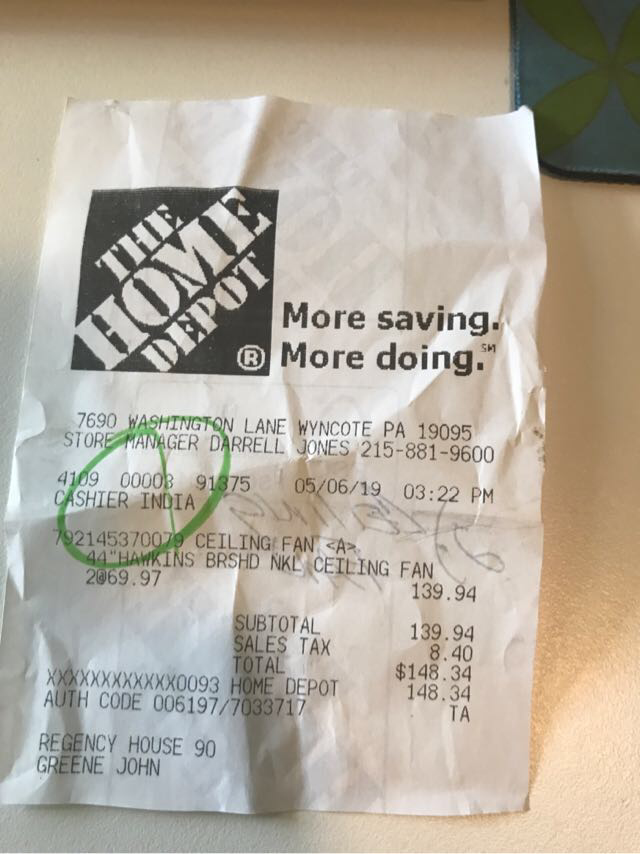 THE
HOME
DEPOT
®
More saving.
More doing.℠
7690 WASHINGTON LANE WYNCOTE PA 19095
STORE MANAGER DARRELL JONES 215-881-9600
4109 00003 91375 05/06/19 03:22 PM
CASHIER INDIA
792145370079 CEILING FAN <A>
44"HAWKINS BRSHD NKL CEILING FAN
2@69.97 139.94
SUBTOTAL 139.94
SALES TAX 8.40
TOTAL $148.34
XXXXXXXXXXXX0093 HOME DEPOT 148.34
AUTH CODE 006197/7033717 TA
REGENCY HOUSE 90
GREENE JOHN